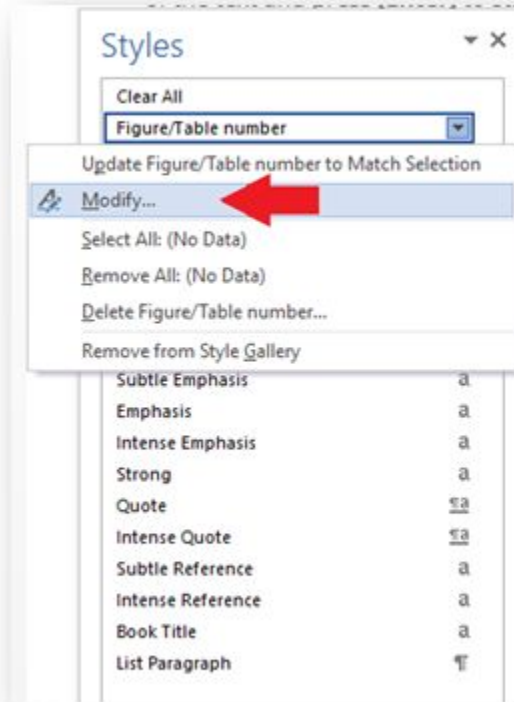 Styles
Clear All
Figure/Table number
Update Figure/Table number to Match Selection
Modify...
Select All: (No Data)
Remove All: (No Data)
Delete Figure/Table number...
Remove from Style Gallery
Subtle Emphasis a
Emphasis a
Intense Emphasis a
Strong a
Quote ¶a
Intense Quote ¶a
Subtle Reference a
Intense Reference a
Book Title a
List Paragraph ¶